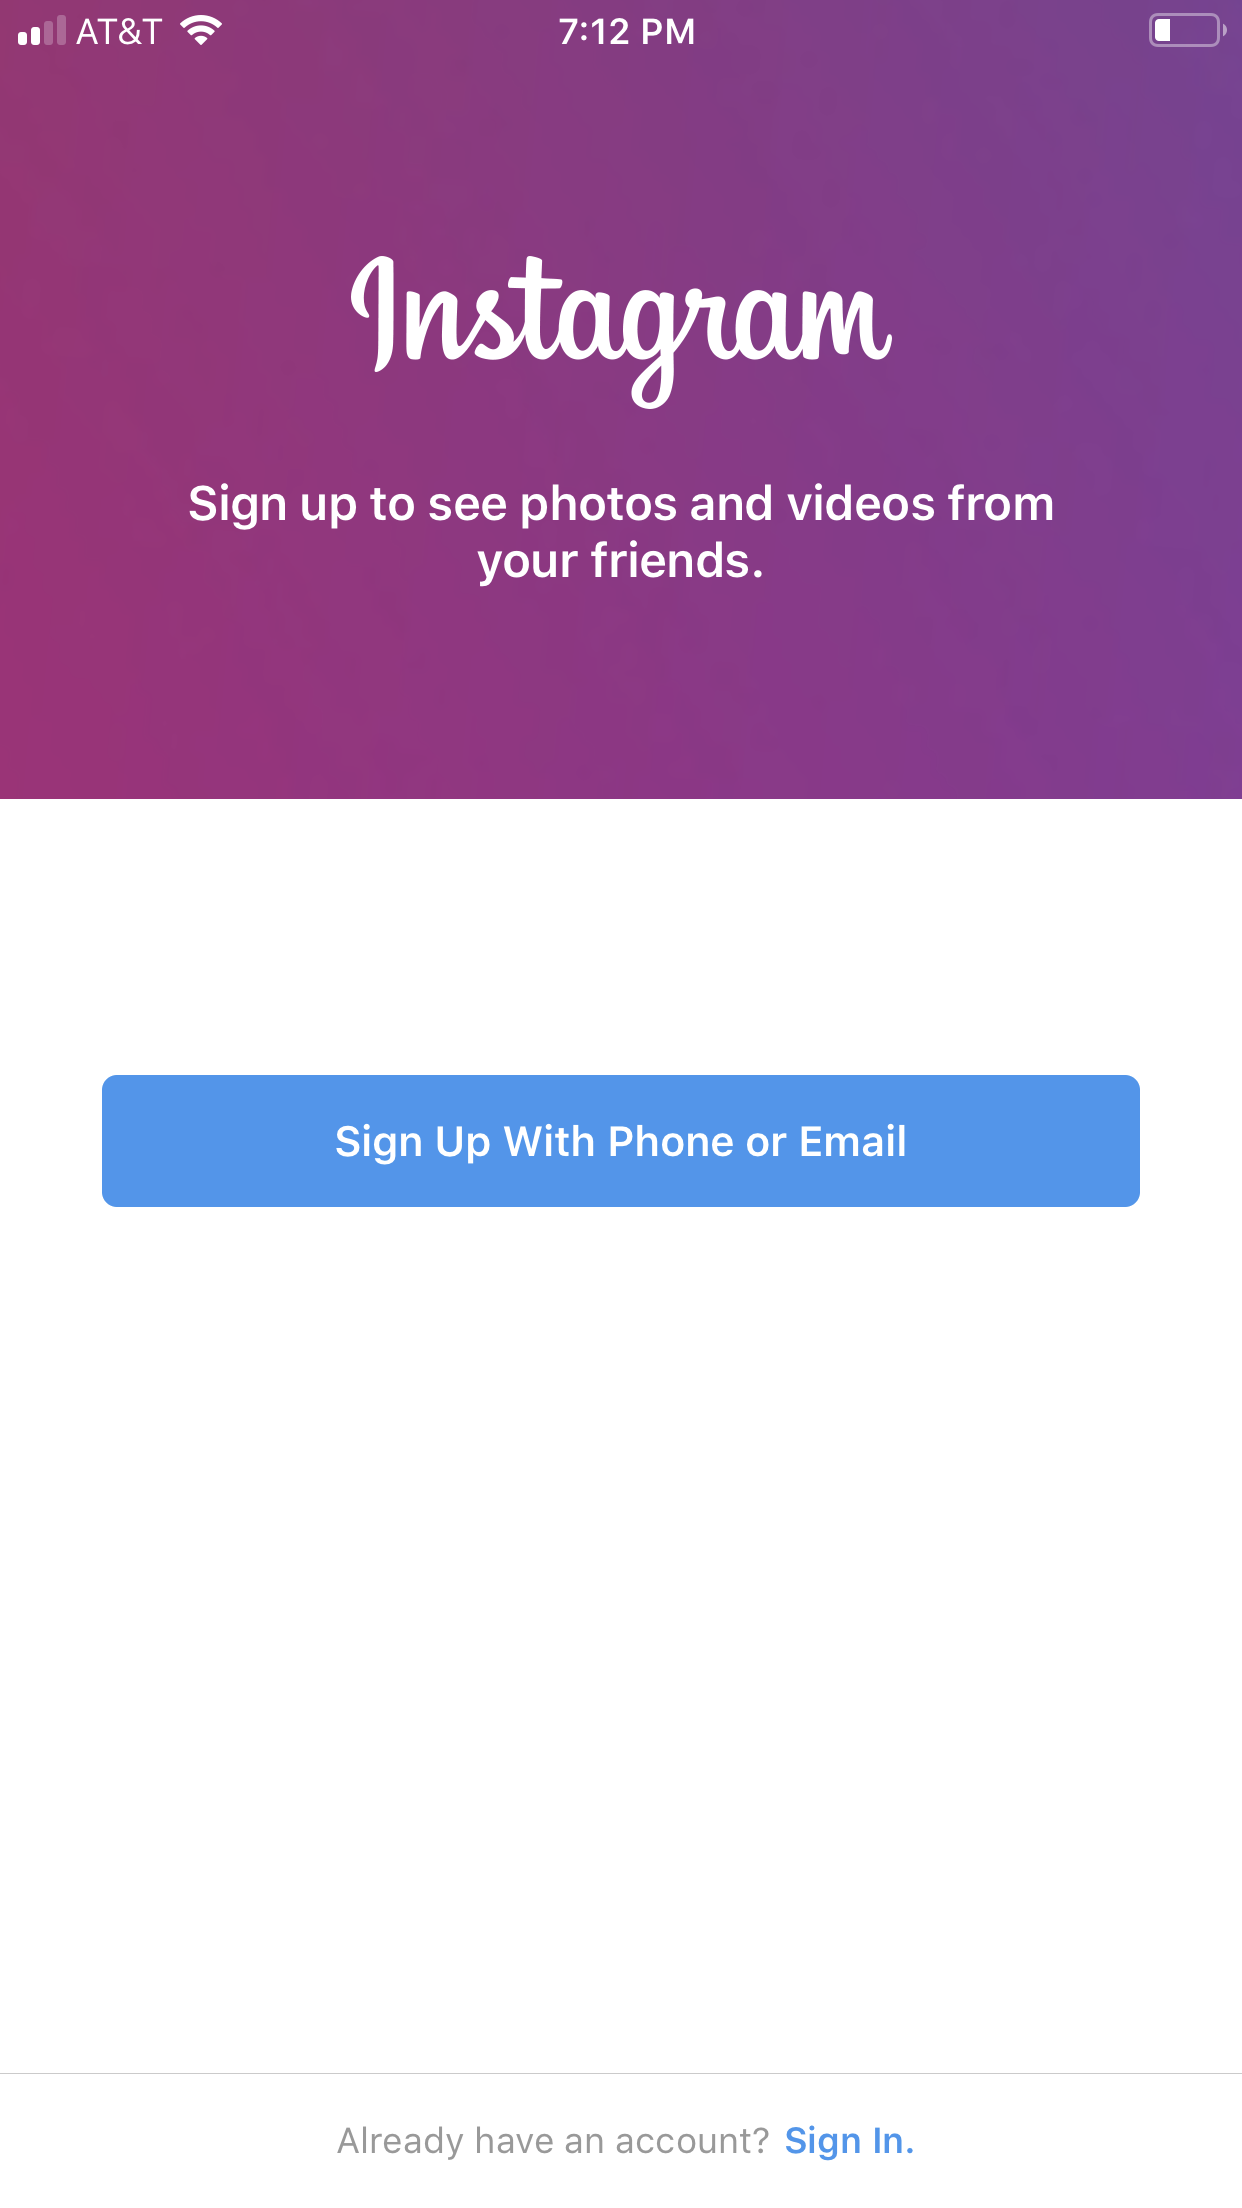 AT&T 7:12 PM
Instagram
Sign up to see photos and videos from
your friends.
Sign Up With Phone or Email
Already have an account? Sign In.